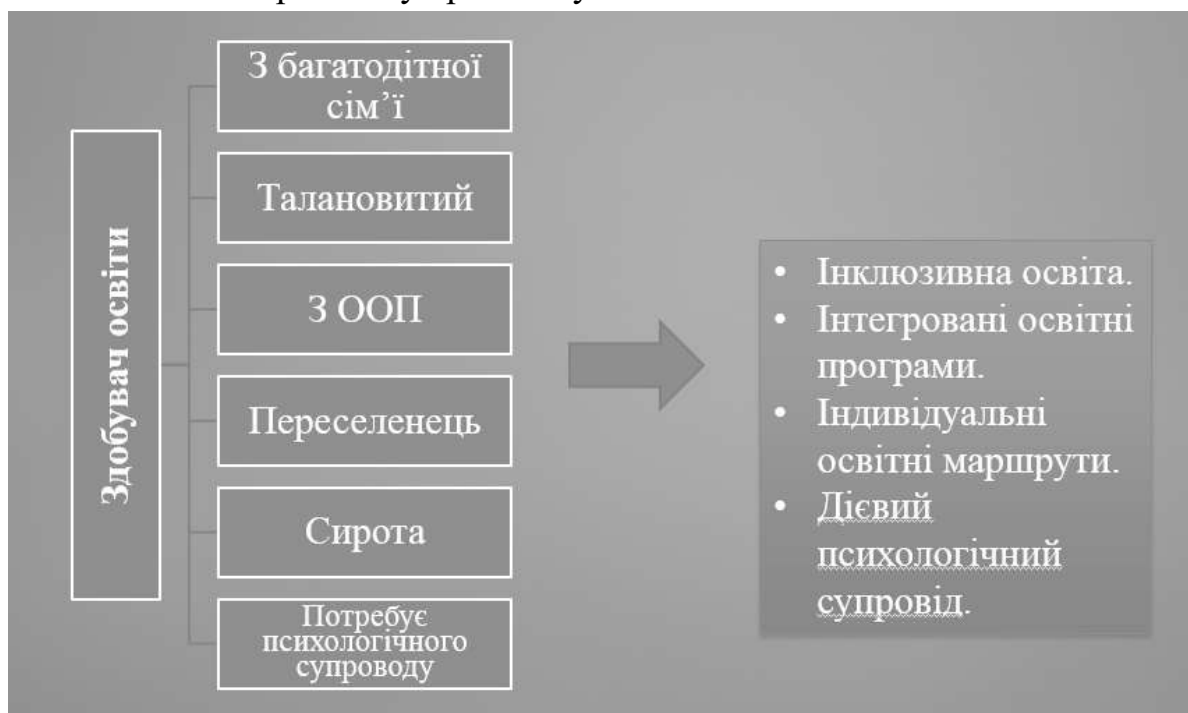 Здобувач освіти
З багатодітної
сім’ї
Талановитий
З ООП
Переселенець
Сирота
Потребує
психологічного
супроводу
• Інклюзивна освіта.
• Інтегровані освітні
програми.
• Індивідуальні
освітні маршрути.
• Дієвий
психологічний
супровід.